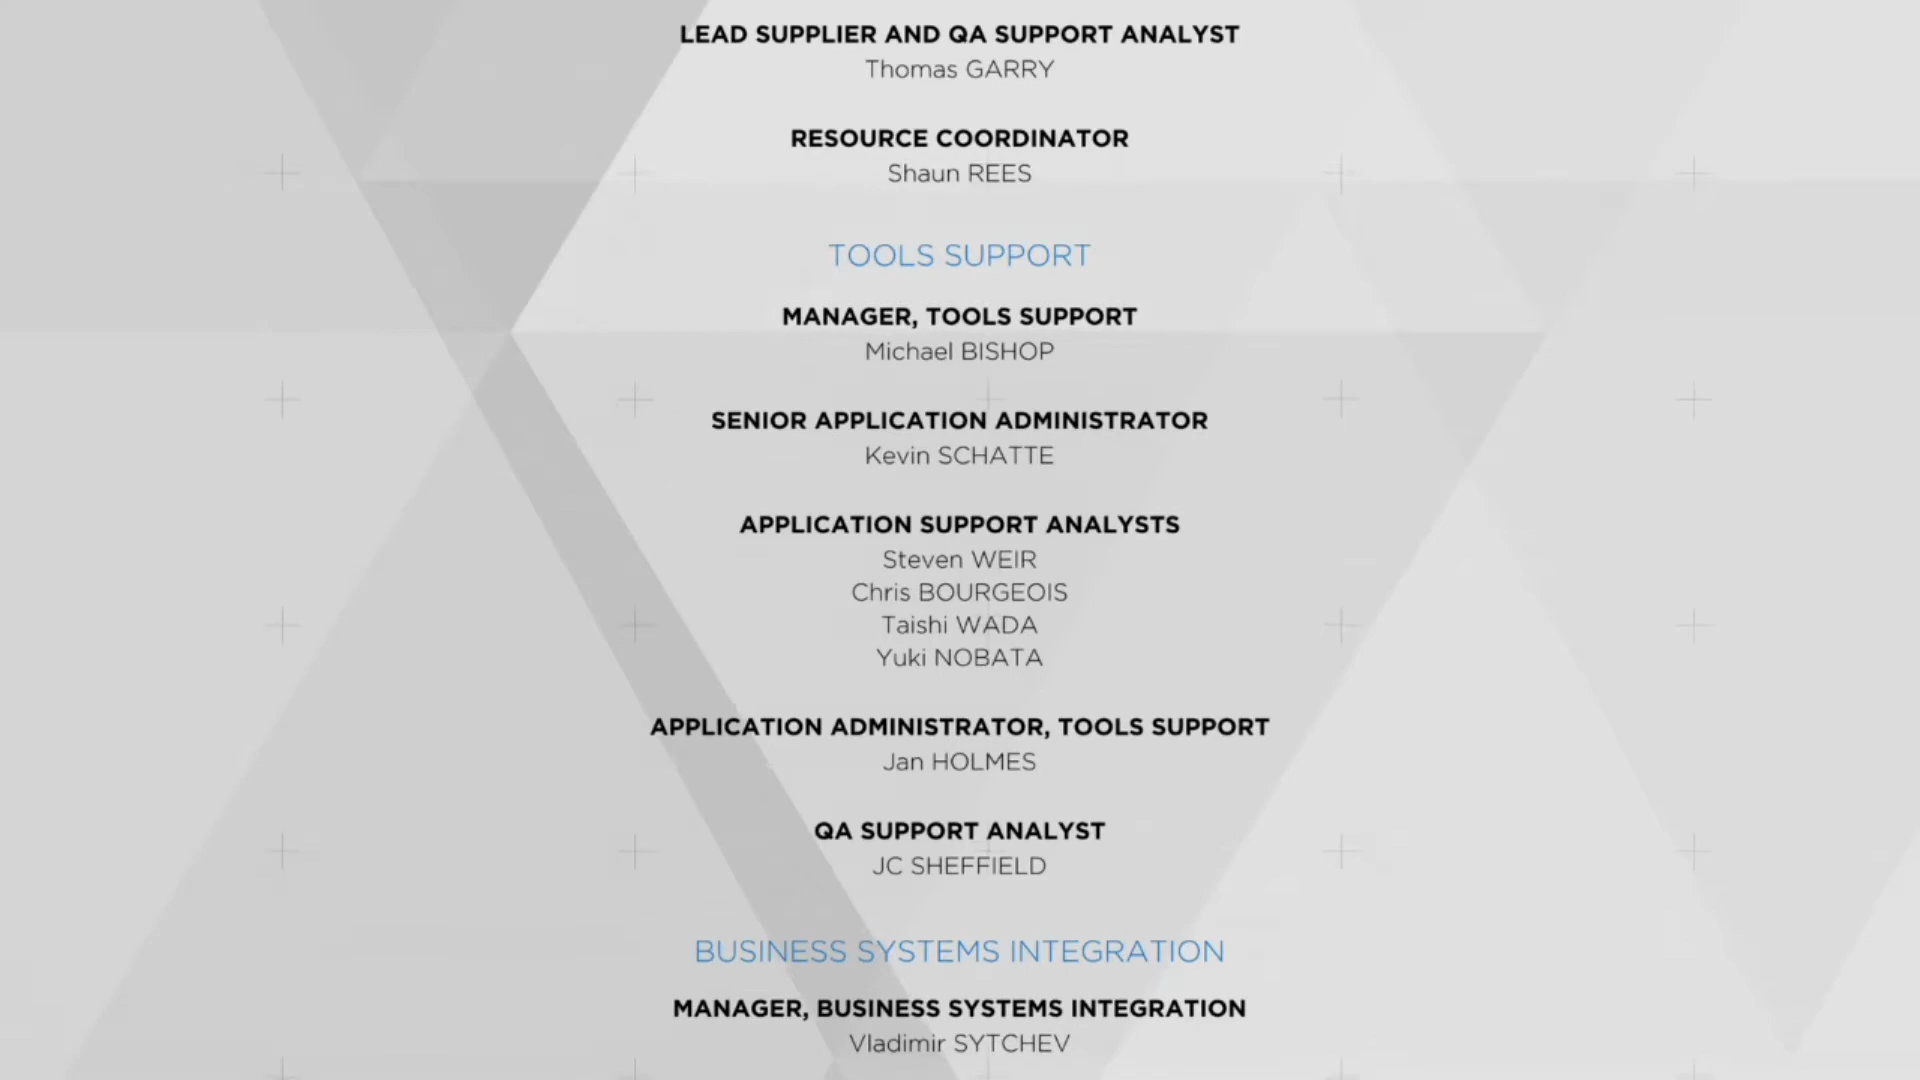 LEAD SUPPLIER AND QA SUPPORT ANALYST
Thomas GARRY
RESOURCE COORDINATOR
Shaun REES
TOOLS SUPPORT
MANAGER, TOOLS SUPPORT
Michael BISHOP
SENIOR APPLICATION ADMINISTRATOR
Kevin SCHATTE
APPLICATION SUPPORT ANALYSTS
Steven WEIR
Chris BOURGEOIS
Taishi WADA
Yuki NOBATA
APPLICATION ADMINISTRATOR, TOOLS SUPPORT
Jan HOLMES
QA SUPPORT ANALYST
JC SHEFFIELD
BUSINESS SYSTEMS INTEGRATION
MANAGER, BUSINESS SYSTEMS INTEGRATION
Vladimir SYTCHEV